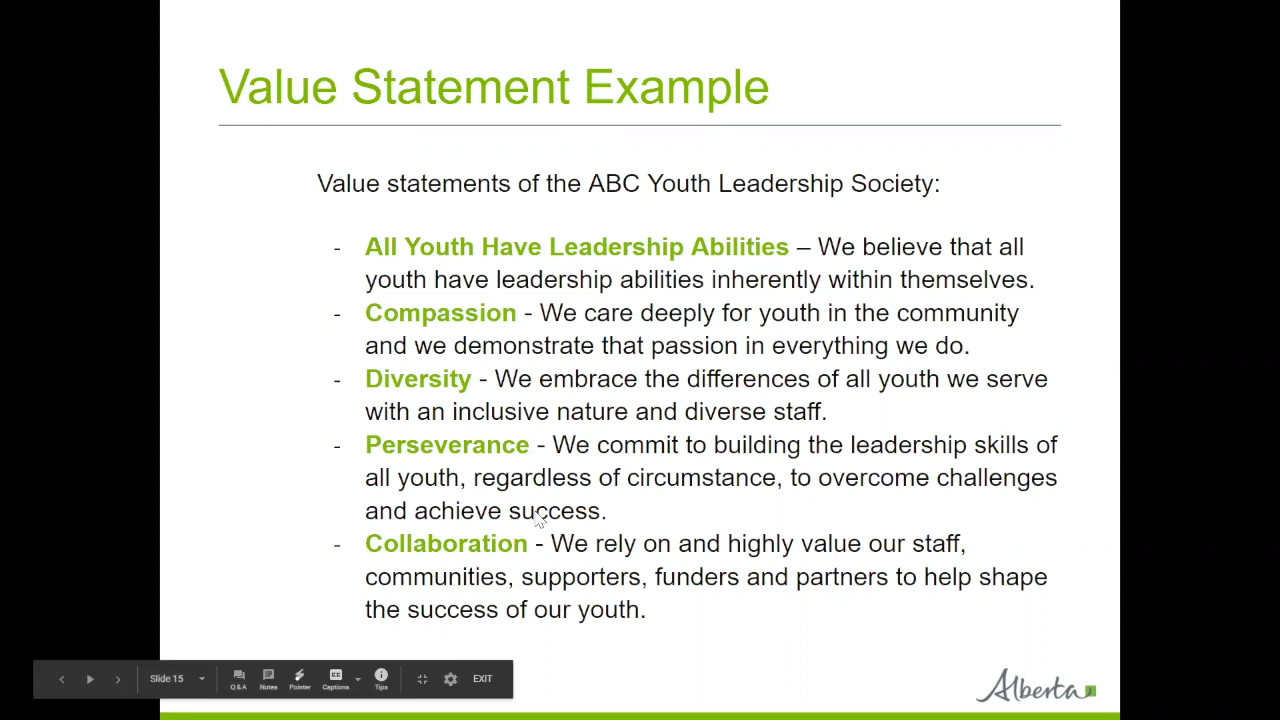 Value Statement Example
Value statements of the ABC Youth Leadership Society:
- All Youth Have Leadership Abilities – We believe that all
youth have leadership abilities inherently within themselves.
- Compassion - We care deeply for youth in the community
and we demonstrate that passion in everything we do.
- Diversity - We embrace the differences of all youth we serve
with an inclusive nature and diverse staff.
- Perseverance - We commit to building the leadership skills of
all youth, regardless of circumstance, to overcome challenges
and achieve success.
- Collaboration - We rely on and highly value our staff,
communities, supporters, funders and partners to help shape
the success of our youth.
Slide 15 Q&A Notes Pointer Captions Tips EXIT
Alberta